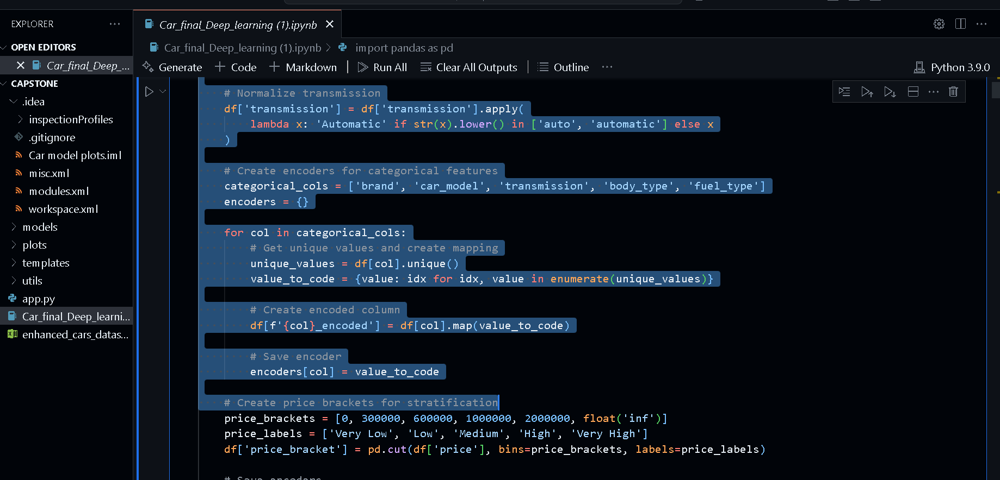 EXPLORER
OPEN EDITORS
Car_final_Deep_...
CAPSTONE
.idea
inspectionProfiles
.gitignore
Car model plots.iml
misc.xml
modules.xml
workspace.xml
models
plots
templates
utils
app.py
Car_final_Deep_learni...
enhanced_cars_datas...
Car_final_Deep_learning (1).ipynb
Car_final_Deep_learning (1).ipynb > import pandas as pd
Generate + Code + Markdown | Run All Clear All Outputs | Outline ...
Python 3.9.0
# Normalize transmission
df['transmission'] = df['transmission'].apply(
    lambda x: 'Automatic' if str(x).lower() in ['auto', 'automatic'] else x
)
# Create encoders for categorical features
categorical_cols = ['brand', 'car_model', 'transmission', 'body_type', 'fuel_type']
encoders = {}
for col in categorical_cols:
    # Get unique values and create mapping
    unique_values = df[col].unique()
    value_to_code = {value: idx for idx, value in enumerate(unique_values)}
    # Create encoded column
    df[f'{col}_encoded'] = df[col].map(value_to_code)
    # Save encoder
    encoders[col] = value_to_code
# Create price brackets for stratification
price_brackets = [0, 300000, 600000, 1000000, 2000000, float('inf')]
price_labels = ['Very Low', 'Low', 'Medium', 'High', 'Very High']
df['price_bracket'] = pd.cut(df['price'], bins=price_brackets, labels=price_labels)
# Save encoders